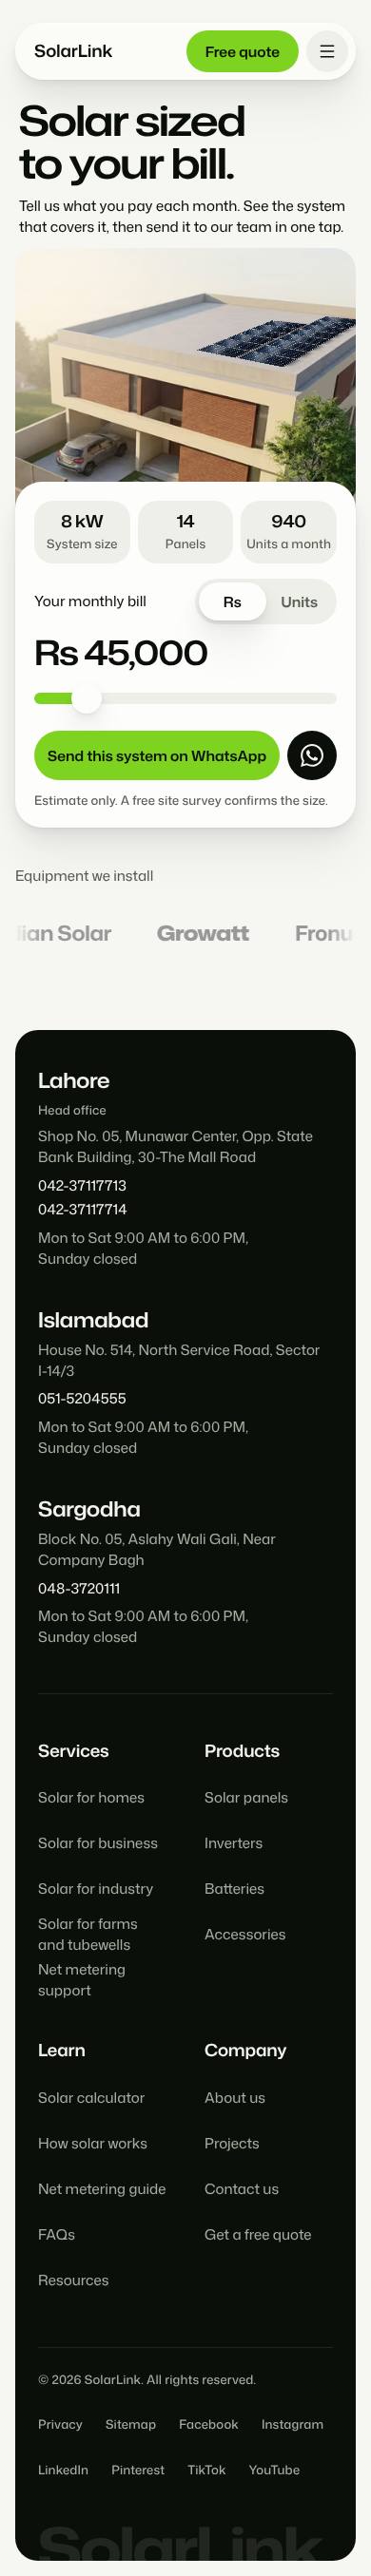 SolarLink
Free quote
Solar sized
to your bill.
Tell us what you pay each month. See the system
that covers it, then send it to our team in one tap.
8 kW
System size
14
Panels
940
Units a month
Your monthly bill
Rs
Units
Rs 45,000
Send this system on WhatsApp
Estimate only. A free site survey confirms the size.
Equipment we install
Solar
Growatt
Lahore
Head office
Shop No. 05, Munawar Center, Opp. State
Bank Building, 30-The Mall Road
042-37117713
042-37117714
Mon to Sat 9:00 AM to 6:00 PM,
Sunday closed
Islamabad
House No. 514, North Service Road, Sector
I-14/3
051-5204555
Mon to Sat 9:00 AM to 6:00 PM,
Sunday closed
Sargodha
Block No. 05, Aslahy Wali Gali, Near
Company Bagh
048-3720111
Mon to Sat 9:00 AM to 6:00 PM,
Sunday closed
Services
Solar for homes
Solar for business
Solar for industry
Solar for farms
and tubewells
Net metering
support
Products
Solar panels
Inverters
Batteries
Accessories
Learn
Solar calculator
How solar works
Net metering guide
FAQs
Resources
Company
About us
Projects
Contact us
Get a free quote
© 2026 SolarLink. All rights reserved.
Privacy Sitemap Facebook Instagram
LinkedIn Pinterest TikTok YouTube
SolarLink